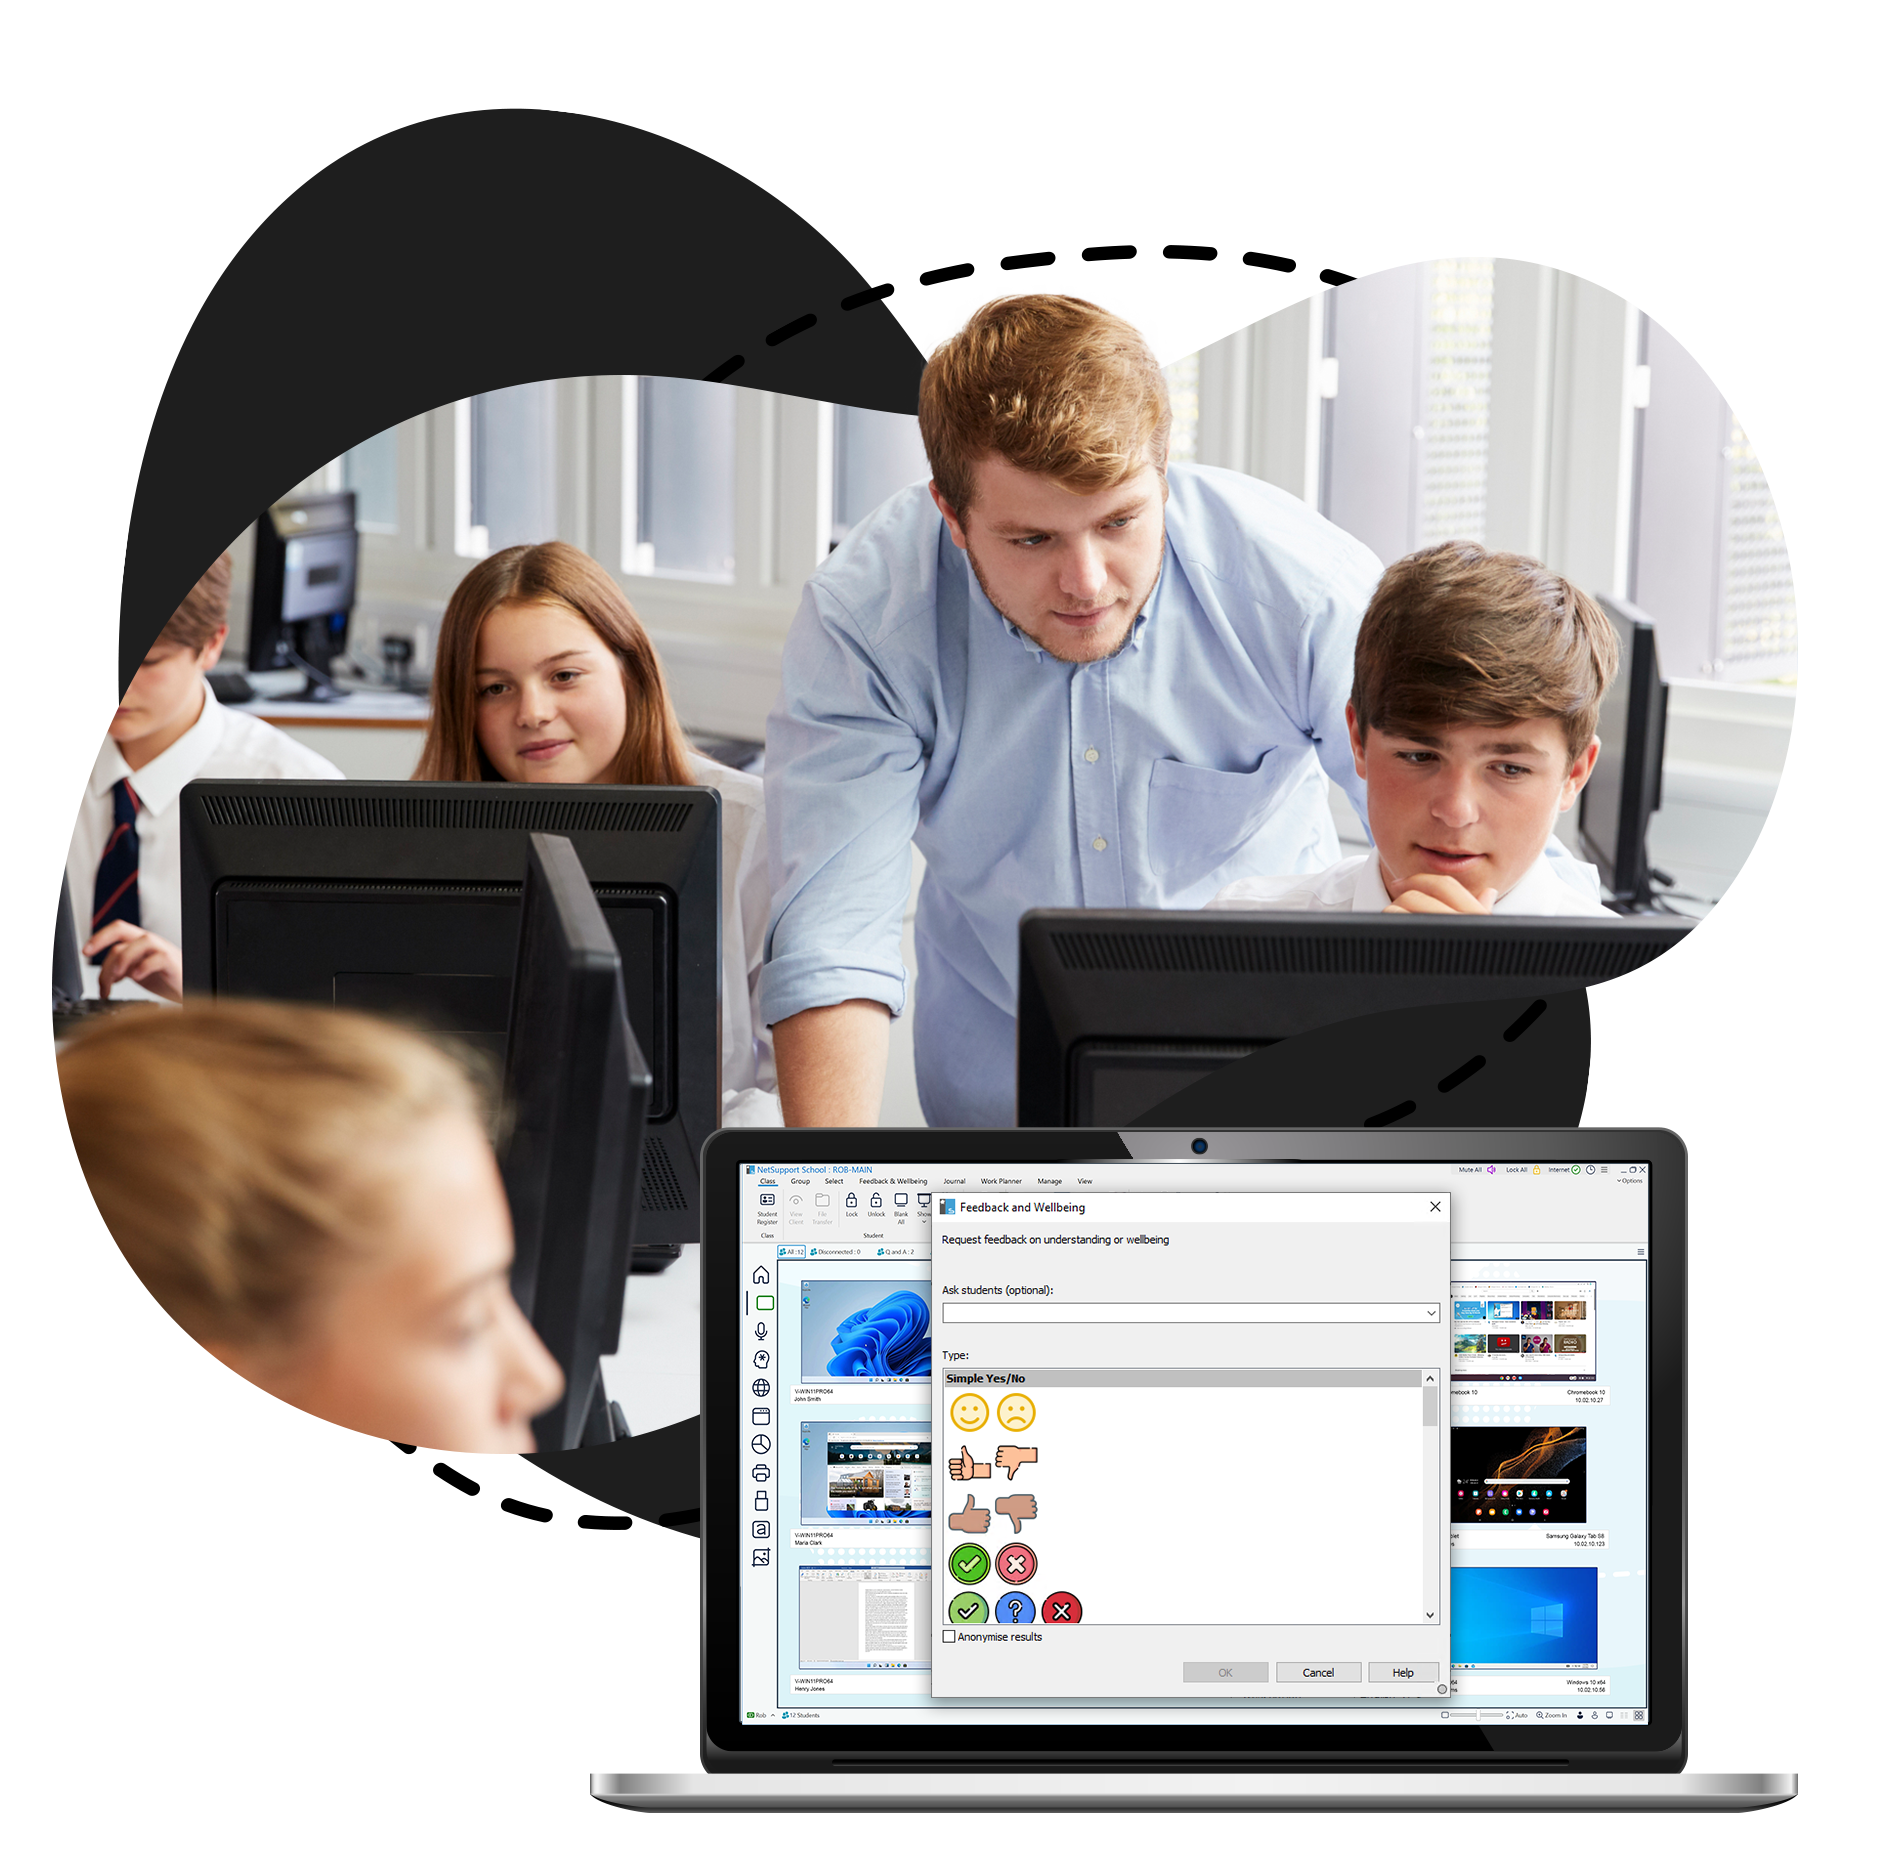 NetSupport School : ROB-MAIN
Mute All
Lock All
Internet
Class
Group
Select
Feedback & Wellbeing
Journal
Work Planner
Manage
View
Options
Student
Register
View
Client
File
Transfer
Lock
Unlock
Blank
All
Show
Class
Student
All : 12
Disconnected : 0
Q and A : 2
Feedback and Wellbeing
Request feedback on understanding or wellbeing
Ask students (optional):
Type:
Simple Yes/No
Anonymise results
OK
Cancel
Help
V-WIN11PRO64
John Smith
V-WIN11PRO64
Maria Clark
V-WIN11PRO64
Henry Jones
Chromebook 10
10.02.10.27
Samsung Galaxy Tab S8
10.02.10.123
Windows 10 x64
10.02.10.56
Rob
12 Students
Auto
Zoom In